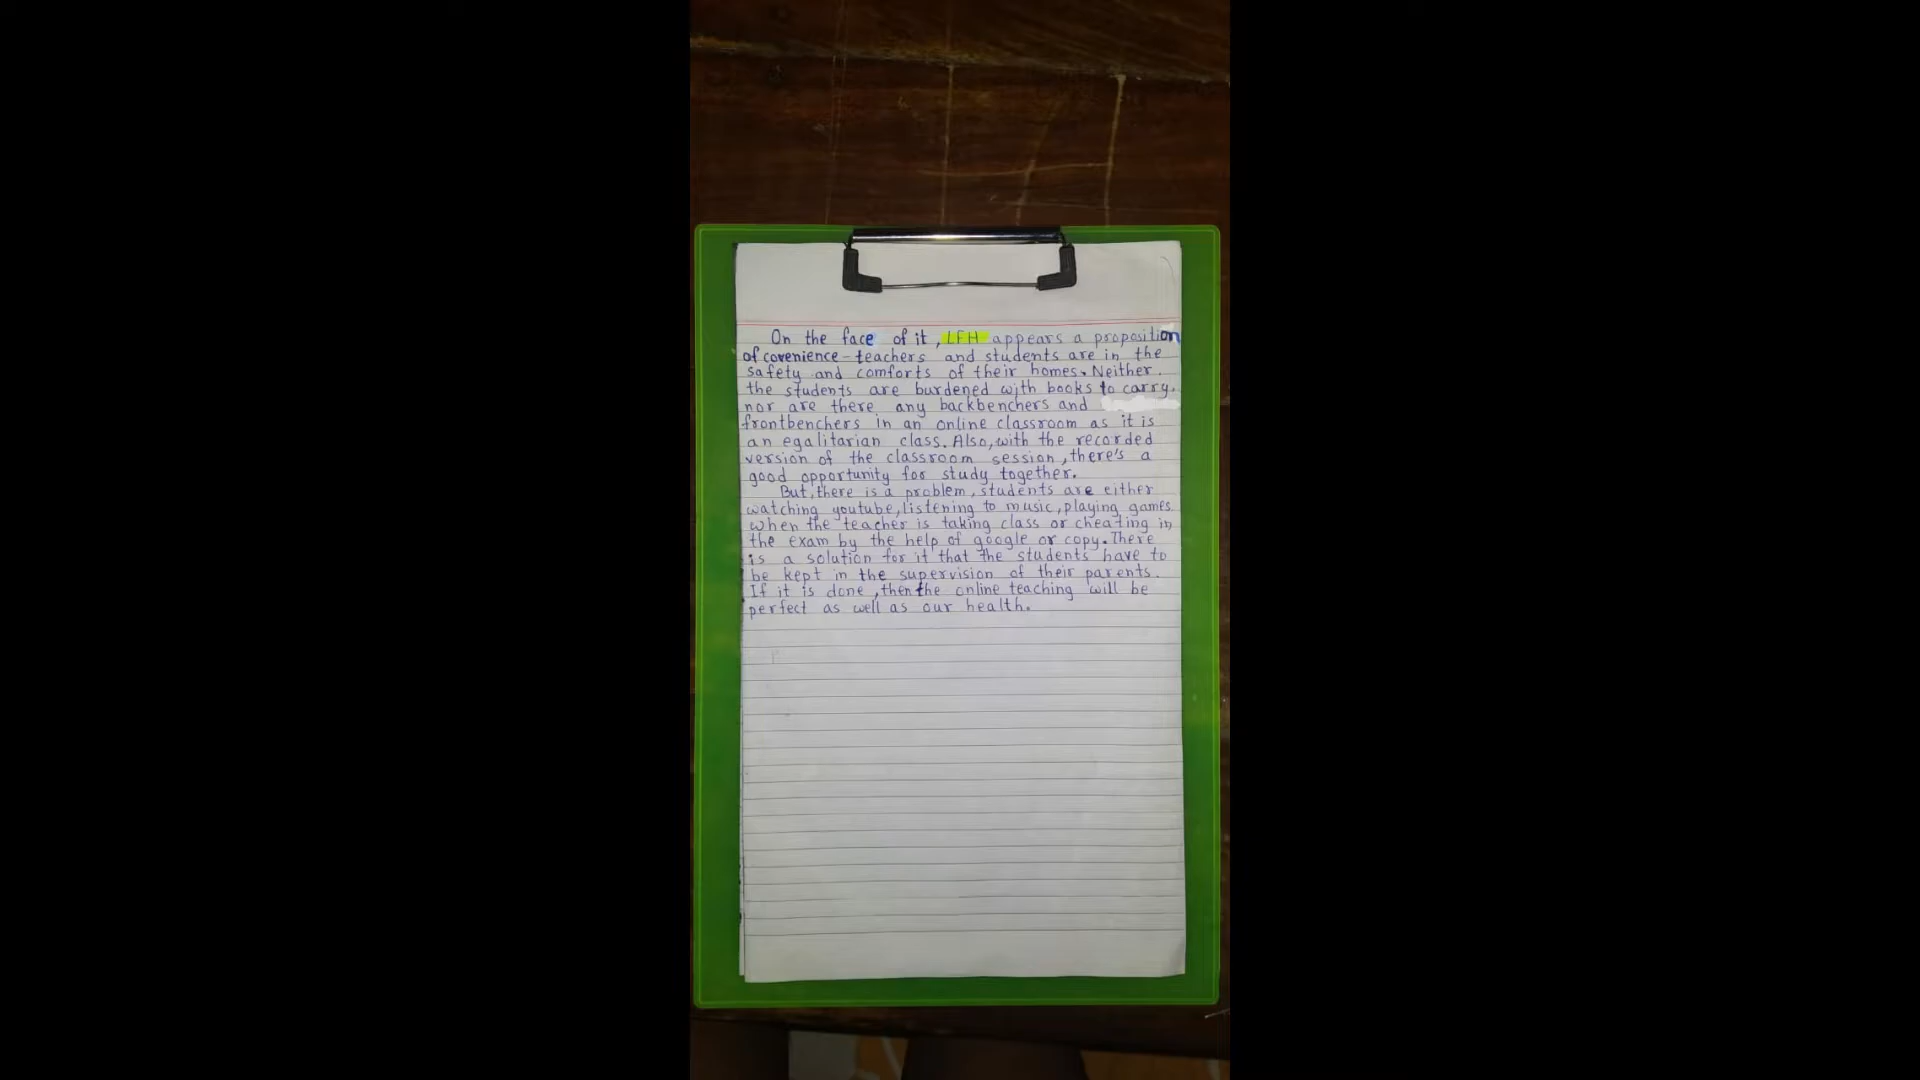 On the face of it, LFH appears a proposition
of covenience - teachers and students are in the
safety and comforts of their homes. Neither
the students are burdened with books to carry,
nor are there any backbenchers and
frontbenchers in an online classroom as it is
an egalitarian class. Also, with the recorded
version of the classroom session, there's a
good opportunity for study together.
But, there is a problem, students are either
watching youtube, listening to music, playing games
when the teacher is taking class or cheating in
the exam by the help of google or copy. There
is a solution for it that the students have to
be kept in the supervision of their parents.
If it is done, then the online teaching will be
perfect as well as our health.